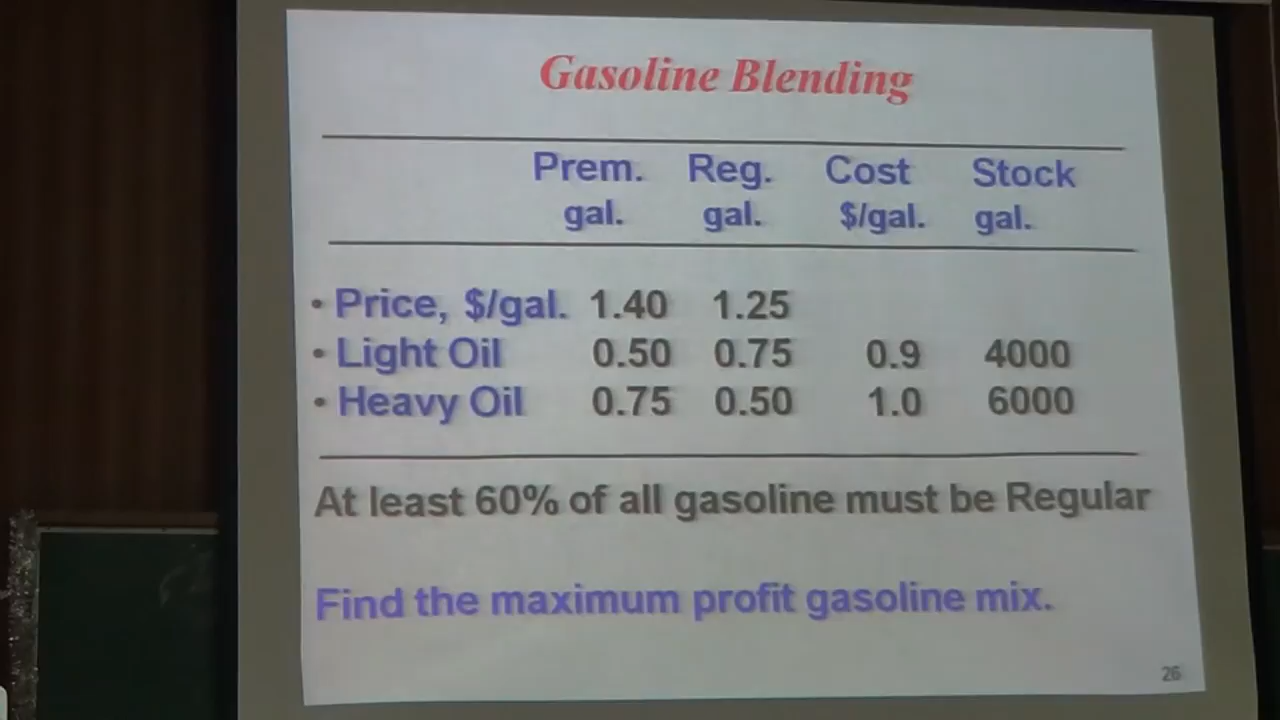 Gasoline Blending
Prem. Reg. Cost Stock
gal. gal. $/gal. gal.
• Price, $/gal. 1.40 1.25
• Light Oil 0.50 0.75 0.9 4000
• Heavy Oil 0.75 0.50 1.0 6000
At least 60% of all gasoline must be Regular
Find the maximum profit gasoline mix.
26